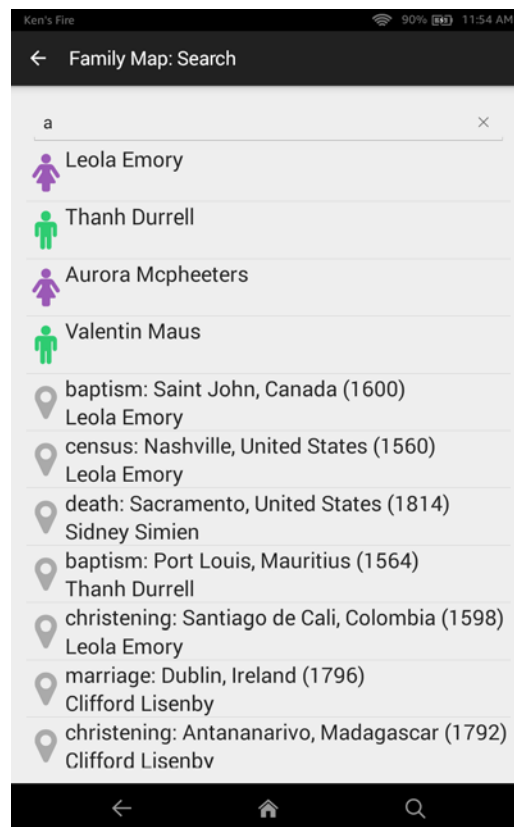 Ken's Fire 90% 11:54 AM
Family Map: Search
a
Leola Emory
Thanh Durrell
Aurora Mcpheeters
Valentin Maus
baptism: Saint John, Canada (1600)
Leola Emory
census: Nashville, United States (1560)
Leola Emory
death: Sacramento, United States (1814)
Sidney Simien
baptism: Port Louis, Mauritius (1564)
Thanh Durrell
christening: Santiago de Cali, Colombia (1598)
Leola Emory
marriage: Dublin, Ireland (1796)
Clifford Lisenby
christening: Antananarivo, Madagascar (1792)
Clifford Lisenby